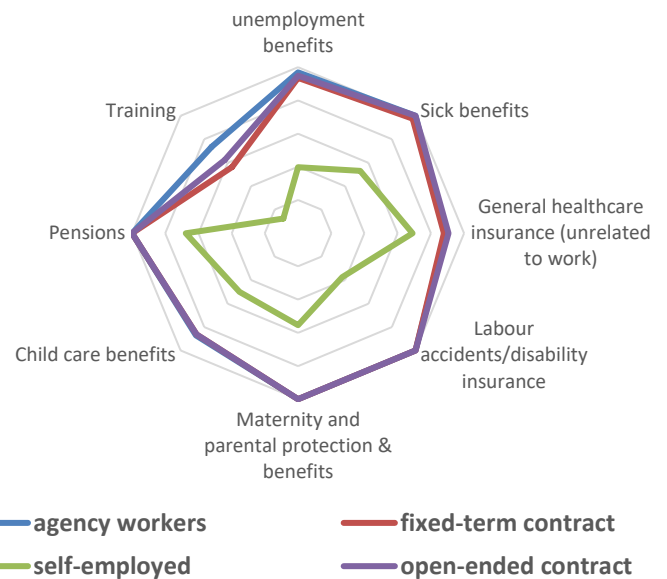 unemployment
benefits
Training
Sick benefits
Pensions
General healthcare
insurance (unrelated
to work)
Child care benefits
Labour
accidents/disability
insurance
Maternity and
parental protection &
benefits
agency workers
fixed-term contract
self-employed
open-ended contract